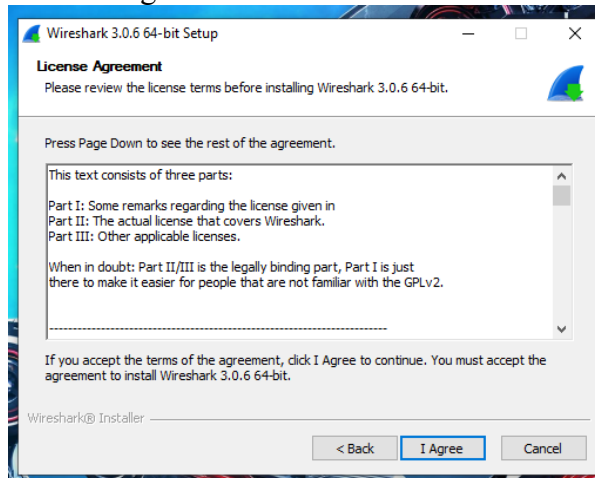 Wireshark 3.0.6 64-bit Setup
License Agreement
Please review the license terms before installing Wireshark 3.0.6 64-bit.
Press Page Down to see the rest of the agreement.
This text consists of three parts:
Part I: Some remarks regarding the license given in
Part II: The actual license that covers Wireshark.
Part III: Other applicable licenses.
When in doubt: Part II/III is the legally binding part, Part I is just
there to make it easier for people that are not familiar with the GPLv2.
------------------------------------------------------------------------
If you accept the terms of the agreement, click I Agree to continue. You must accept the
agreement to install Wireshark 3.0.6 64-bit.
Wireshark® Installer
< Back I Agree Cancel